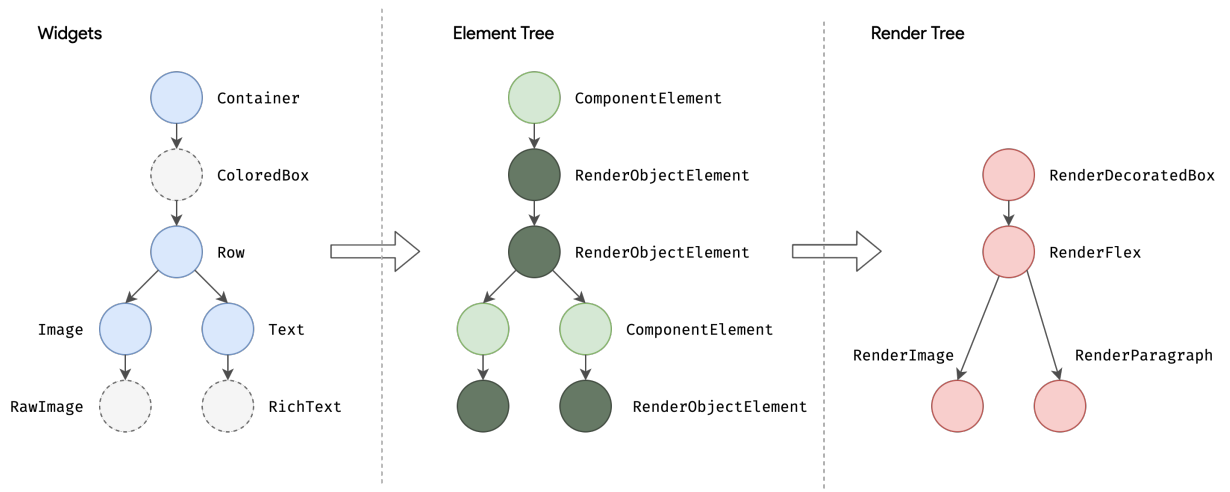 Widgets
Element Tree
Render Tree
Container
ComponentElement
ColoredBox
RenderObjectElement
RenderDecoratedBox
Row
RenderObjectElement
RenderFlex
Image
Text
ComponentElement
RenderImage
RenderParagraph
RawImage
RichText
RenderObjectElement